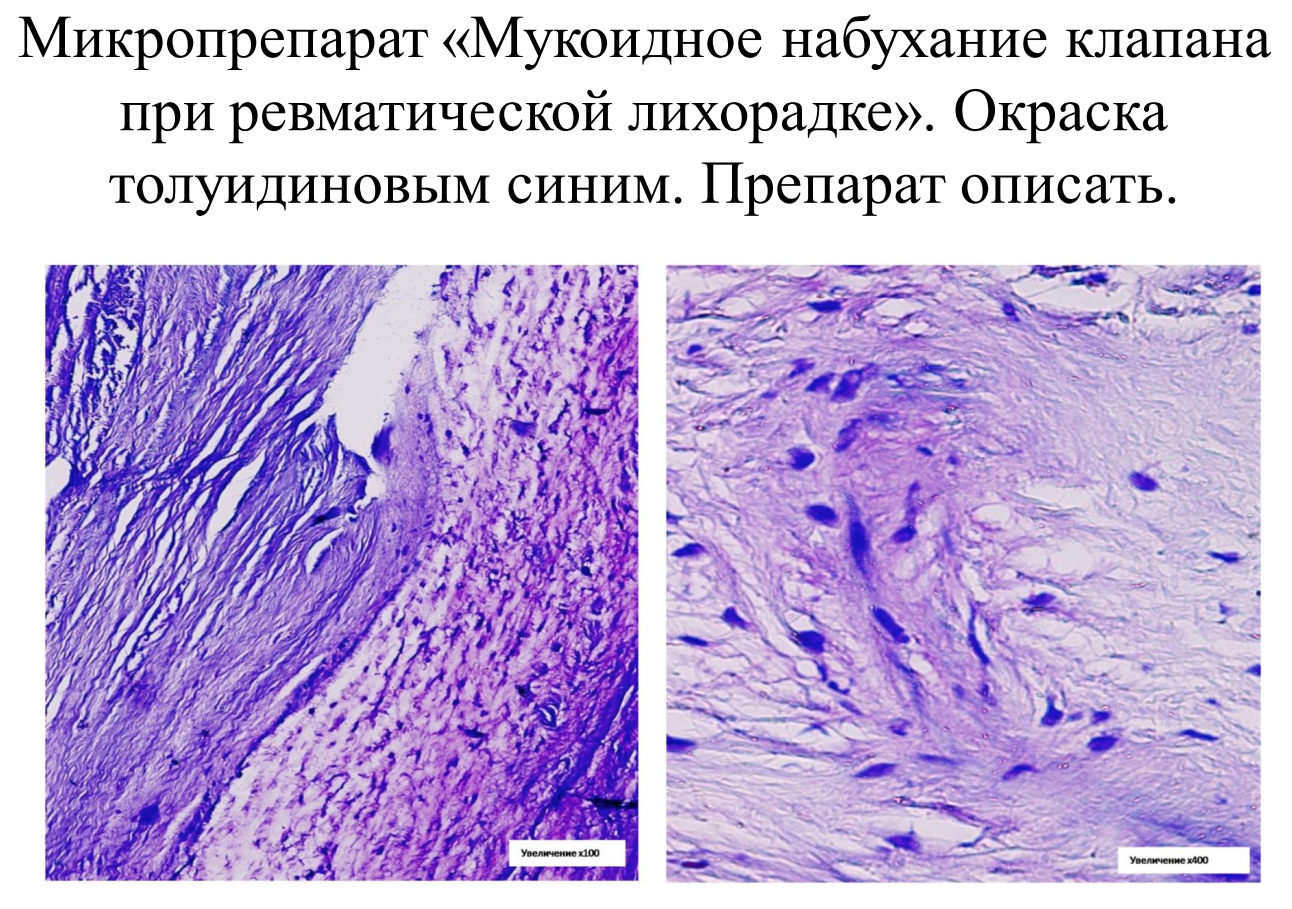 Микропрепарат «Мукоидное набухание клапана
при ревматической лихорадке». Окраска
толуидиновым синим. Препарат описать.
Увеличение x100
Увеличение x400